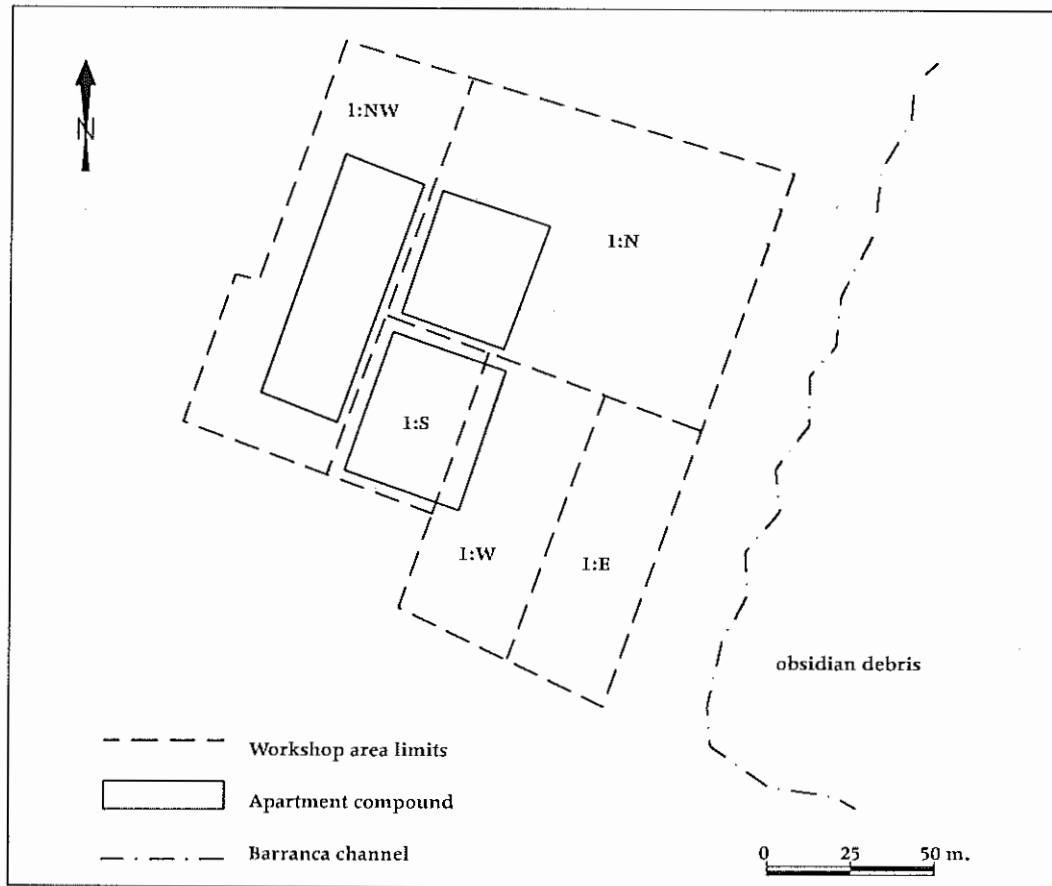 N
1:NW
1:N
1:S
1:W
1:E
obsidian debris
Workshop area limits
Apartment compound
Barranca channel
0 25 50 m.